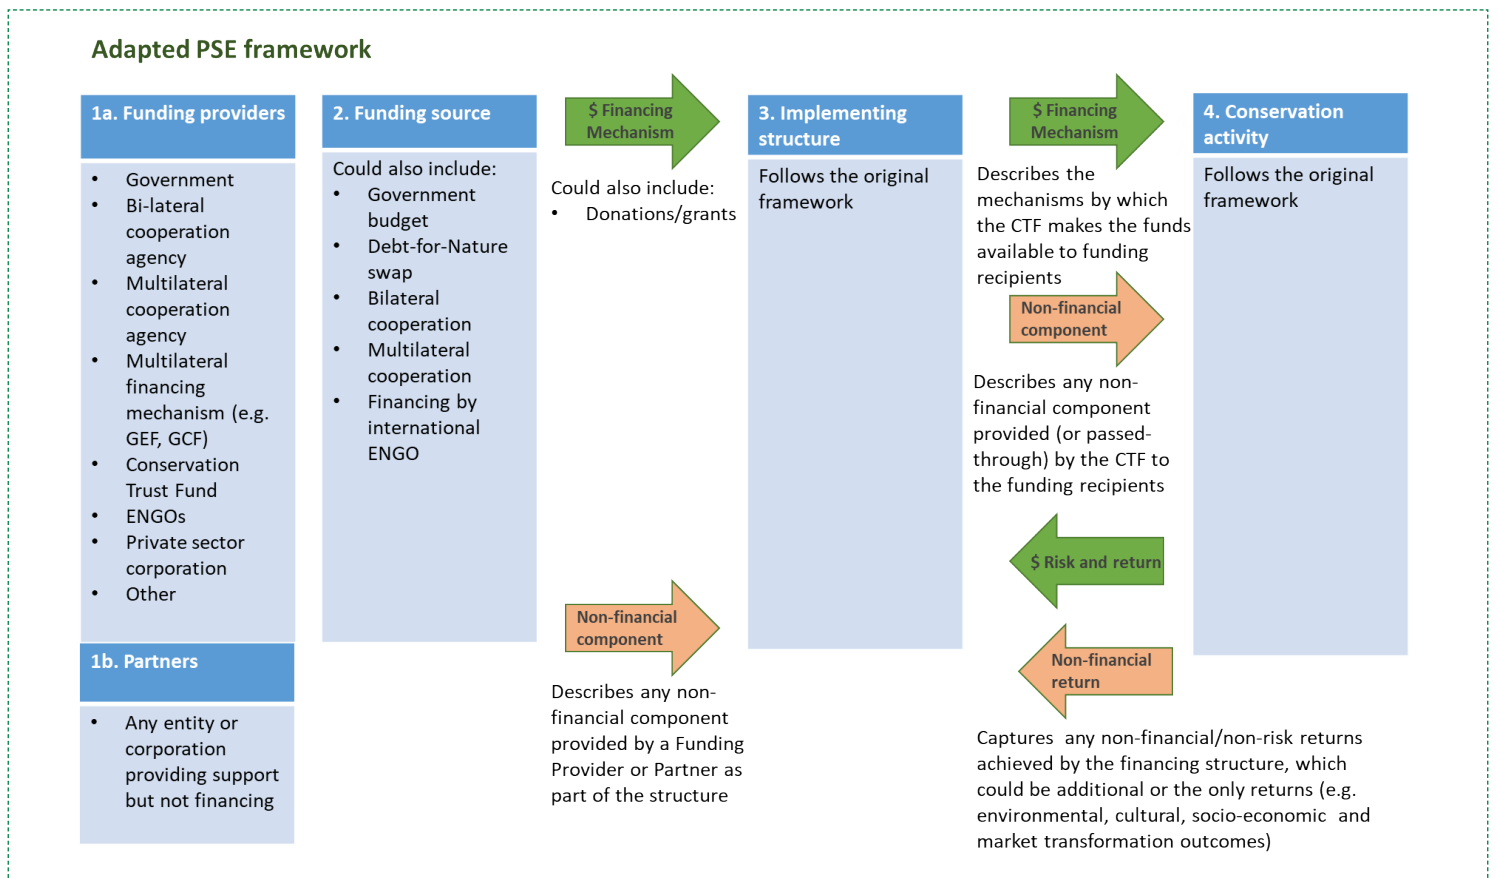 Adapted PSE framework
1a. Funding providers
• Government
• Bi-lateral
cooperation
agency
• Multilateral
cooperation
agency
• Multilateral
financing
mechanism (e.g.
GEF, GCF)
• Conservation
Trust Fund
• ENGOs
• Private sector
corporation
• Other
1b. Partners
• Any entity or
corporation
providing support
but not financing
2. Funding source
Could also include:
• Government
budget
• Debt-for-Nature
swap
• Bilateral
cooperation
• Multilateral
cooperation
• Financing by
international
ENGO
$ Financing
Mechanism
Could also include:
• Donations/grants
Non-financial
component
Describes any non-
financial component
provided by a Funding
Provider or Partner as
part of the structure
3. Implementing
structure
Follows the original
framework
$ Financing
Mechanism
Describes the
mechanisms by which
the CTF makes the funds
available to funding
recipients
Non-financial
component
Describes any non-
financial component
provided (or passed-
through) by the CTF to
the funding recipients
$ Risk and return
Non-financial
return
Captures  any non-financial/non-risk returns
achieved by the financing structure, which
could be additional or the only returns (e.g.
environmental, cultural, socio-economic  and
market transformation outcomes)
4. Conservation
activity
Follows the original
framework